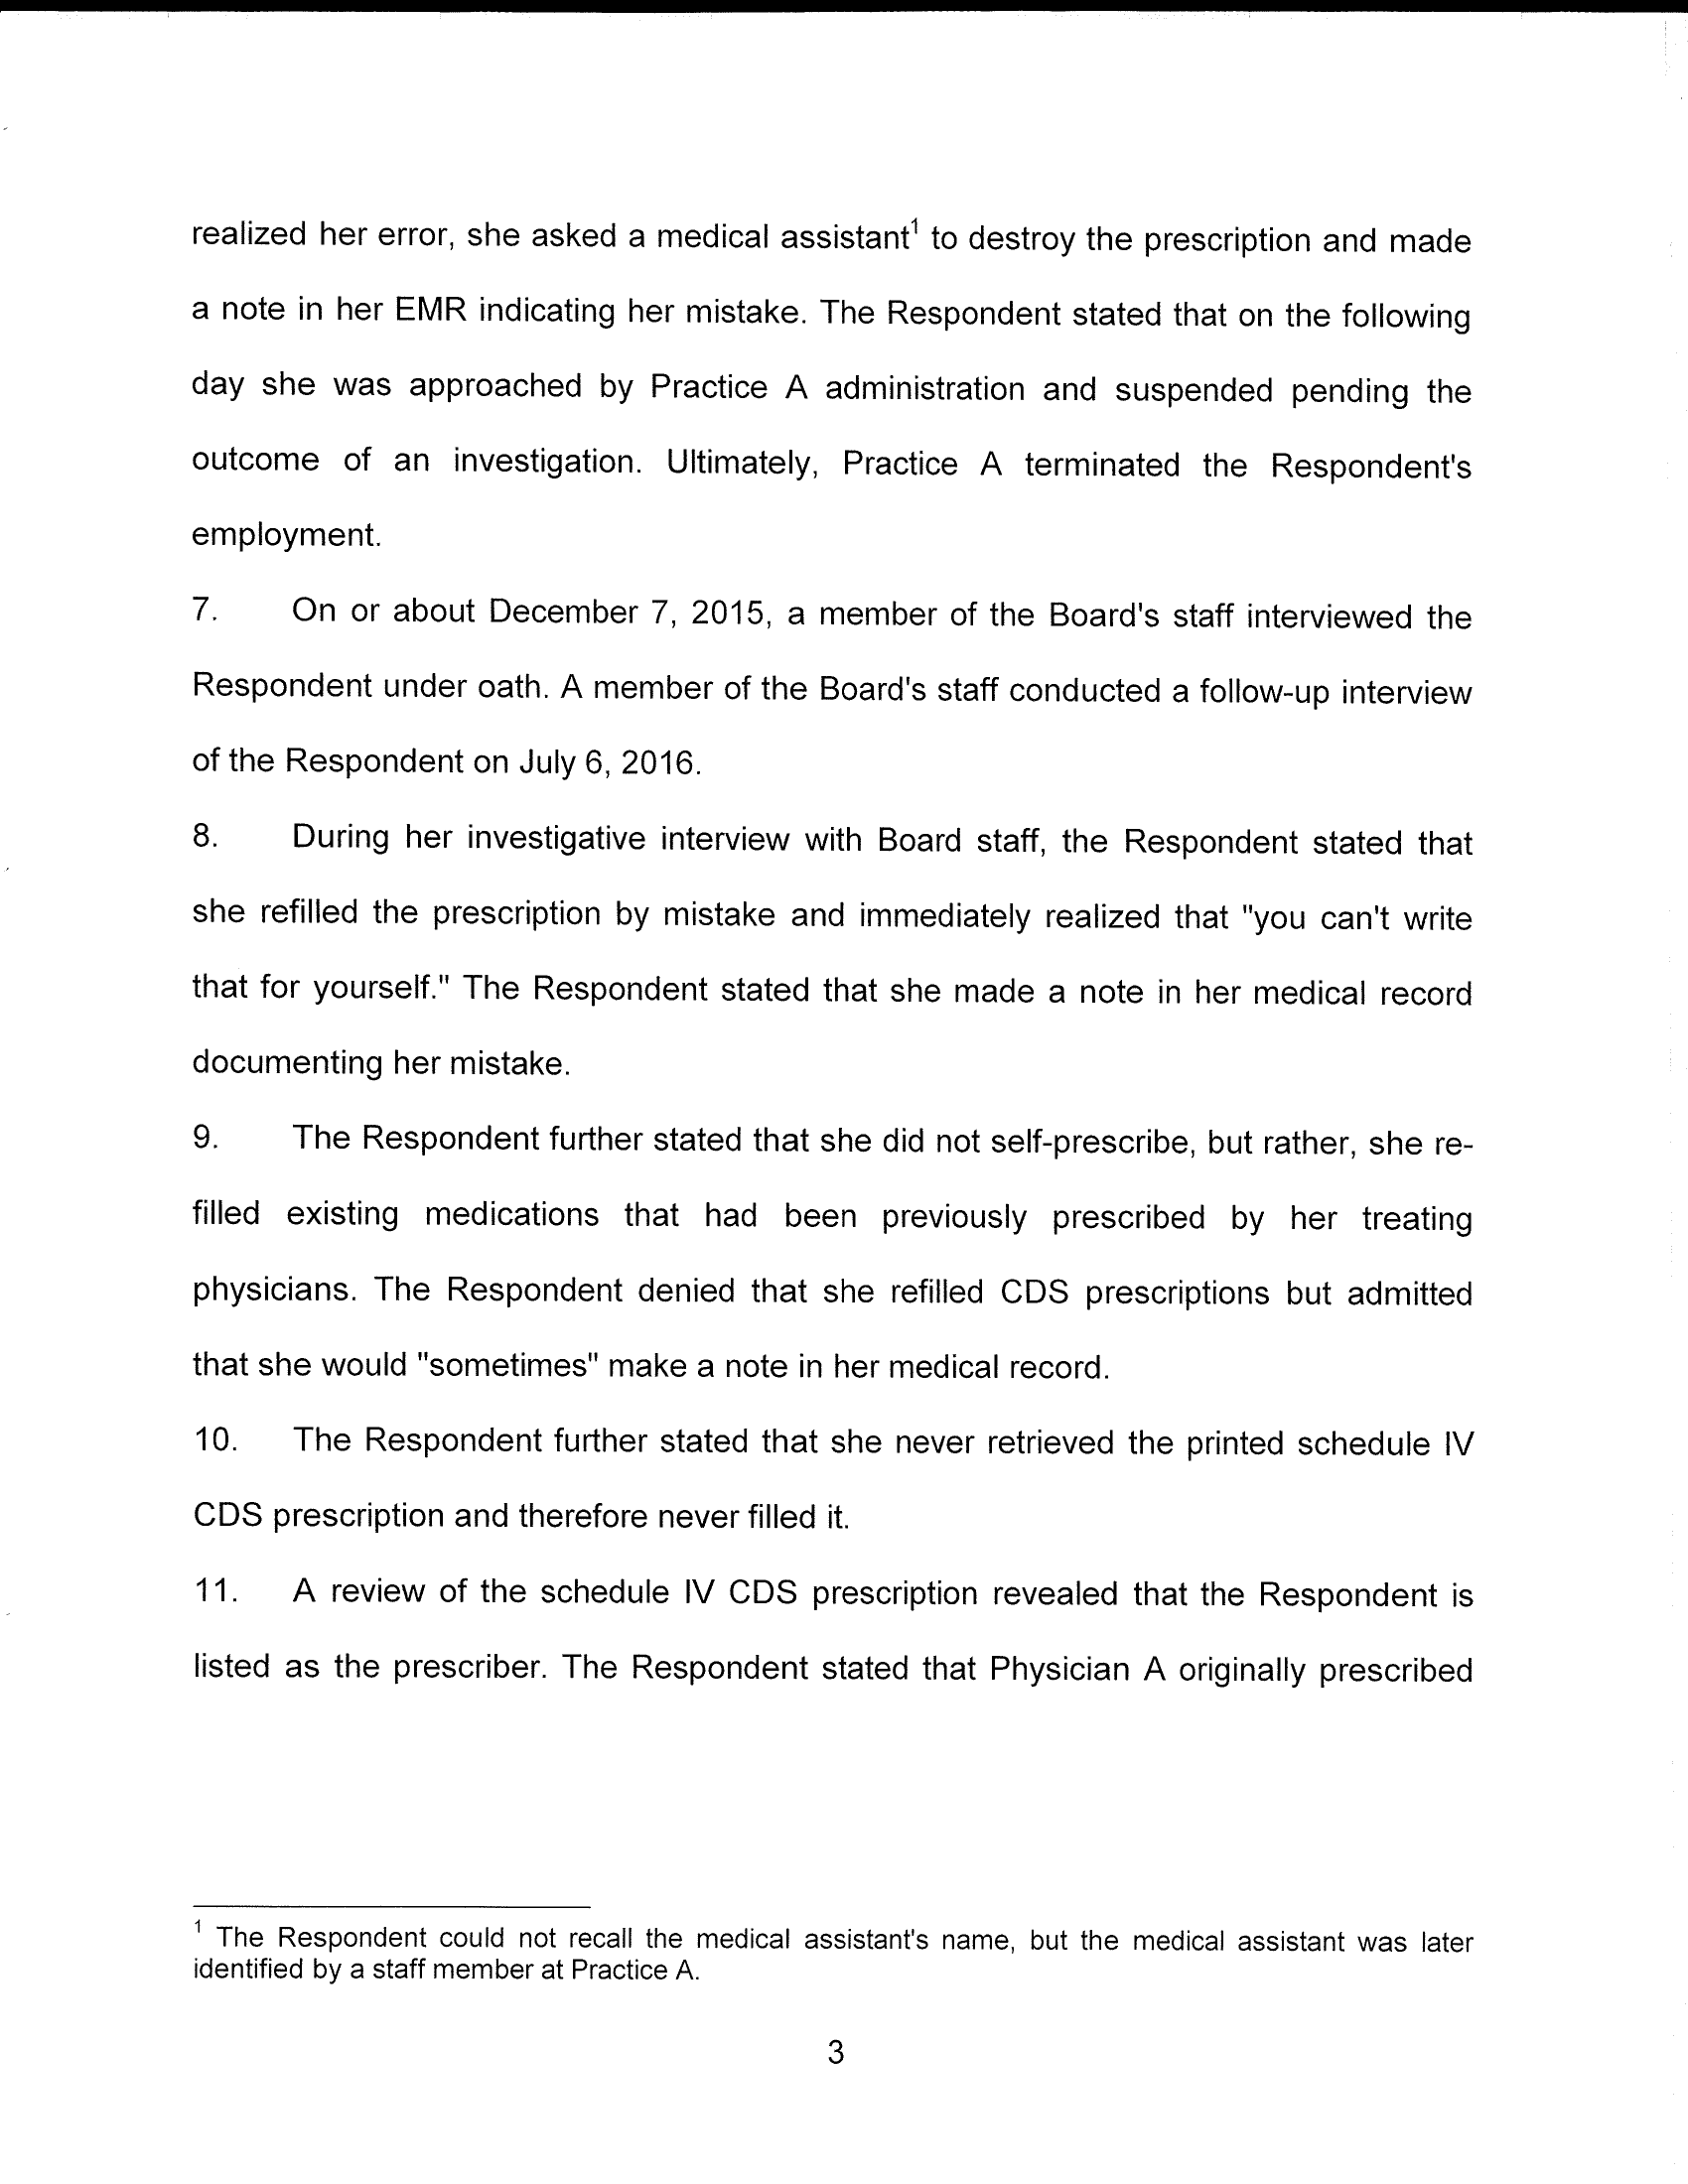 realized her error, she asked a medical assistant1 to destroy the prescription and made
a note in her EMR indicating her mistake. The Respondent stated that on the following
day she was approached by Practice A administration and suspended pending the
outcome of an investigation. Ultimately, Practice A terminated the Respondent's
employment.
7. On or about December 7, 2015, a member of the Board's staff interviewed the
Respondent under oath. A member of the Board's staff conducted a follow-up interview
of the Respondent on July 6, 2016.
8. During her investigative interview with Board staff, the Respondent stated that
she refilled the prescription by mistake and immediately realized that "you can't write
that for yourself." The Respondent stated that she made a note in her medical record
documenting her mistake.
9. The Respondent further stated that she did not self-prescribe, but rather, she re-
filled existing medications that had been previously prescribed by her treating
physicians. The Respondent denied that she refilled CDS prescriptions but admitted
that she would "sometimes" make a note in her medical record.
10. The Respondent further stated that she never retrieved the printed schedule IV
CDS prescription and therefore never filled it.
11. A review of the schedule IV CDS prescription revealed that the Respondent is
listed as the prescriber. The Respondent stated that Physician A originally prescribed
1 The Respondent could not recall the medical assistant's name, but the medical assistant was later
identified by a staff member at Practice A.
3